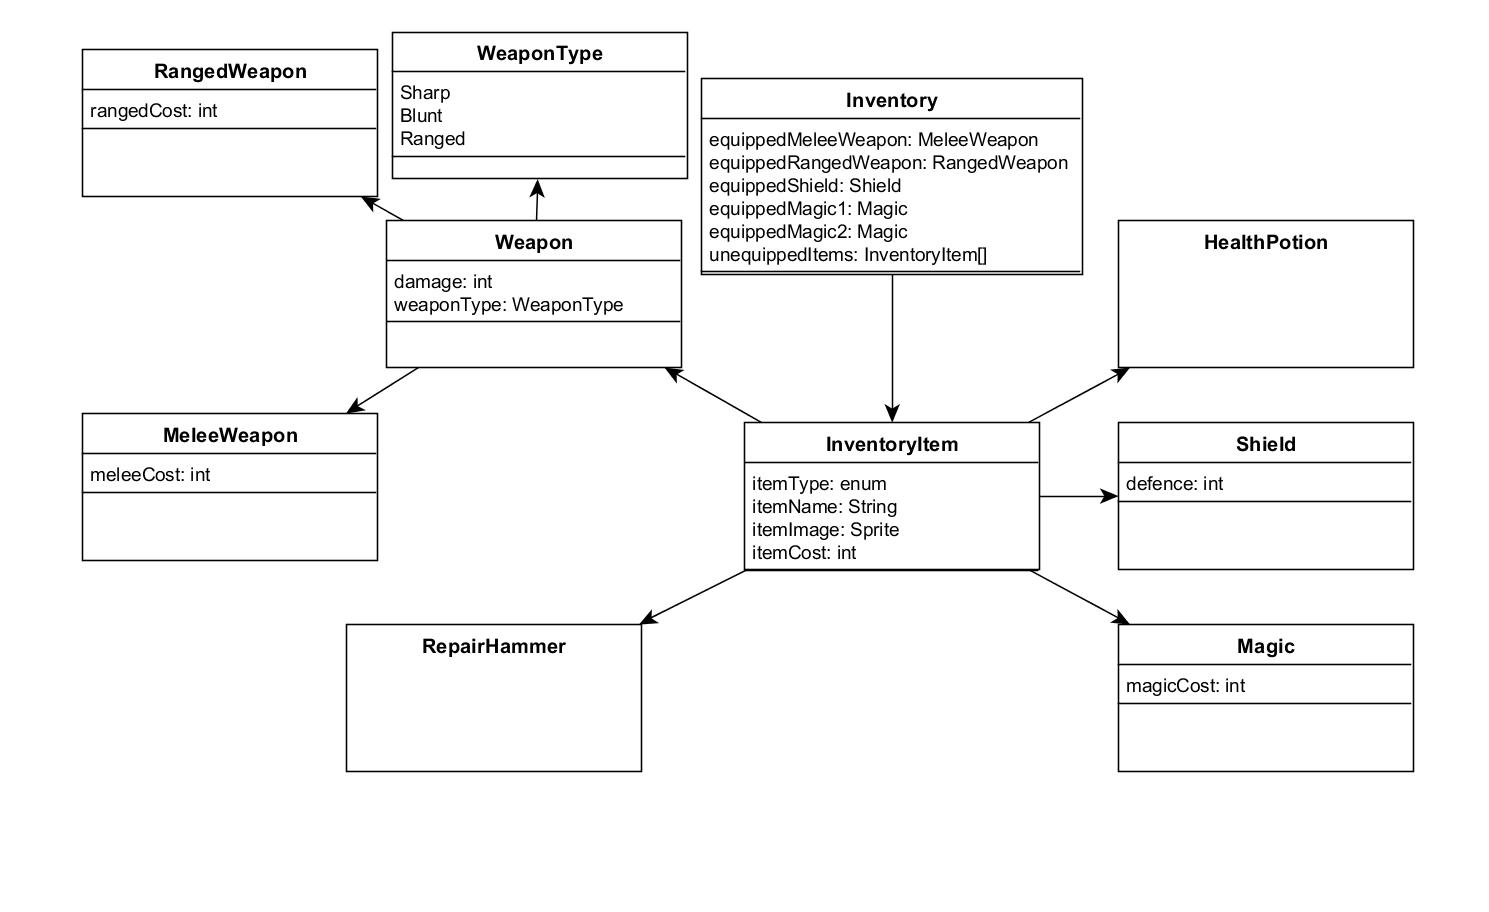 RangedWeapon
rangedCost: int
WeaponType
Sharp
Blunt
Ranged
Inventory
equippedMeleeWeapon: MeleeWeapon
equippedRangedWeapon: RangedWeapon
equippedShield: Shield
equippedMagic1: Magic
equippedMagic2: Magic
unequippedItems: InventoryItem[]
Weapon
damage: int
weaponType: WeaponType
HealthPotion
MeleeWeapon
meleeCost: int
InventoryItem
itemType: enum
itemName: String
itemImage: Sprite
itemCost: int
Shield
defence: int
RepairHammer
Magic
magicCost: int